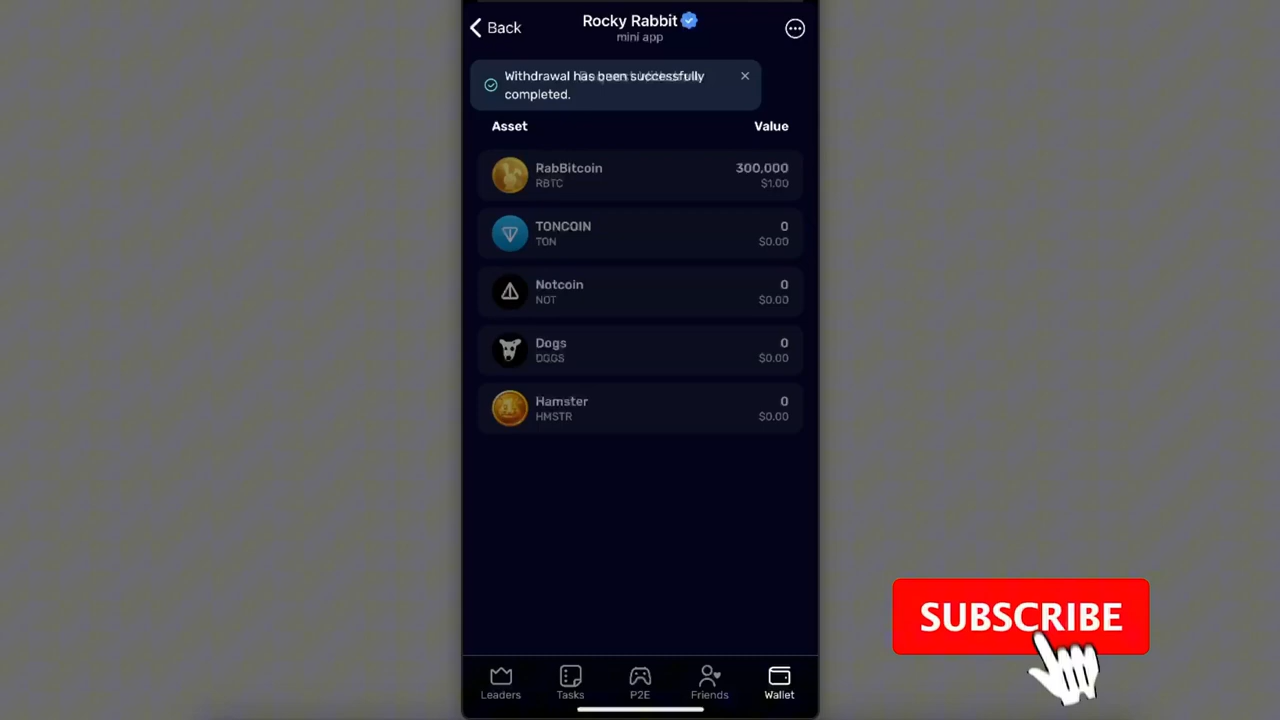 Back
Rocky Rabbit
mini app
Withdrawal has been successfully
completed.
Asset Value
RabBitcoin 300,000
RBTC $1.00
TONCOIN 0
TON $0.00
Notcoin 0
NOT $0.00
Dogs 0
DOGS $0.00
Hamster 0
HMSTR $0.00
SUBSCRIBE
Leaders Tasks P2E Friends Wallet